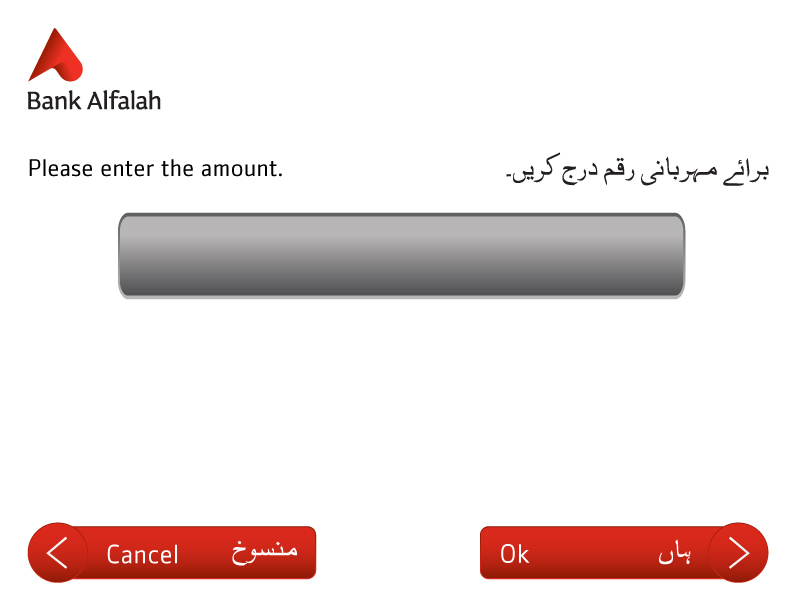 Bank Alfalah
Please enter the amount.
برائے مہربانی رقم درج کریں۔
Cancel منسوخ
Ok ہاں